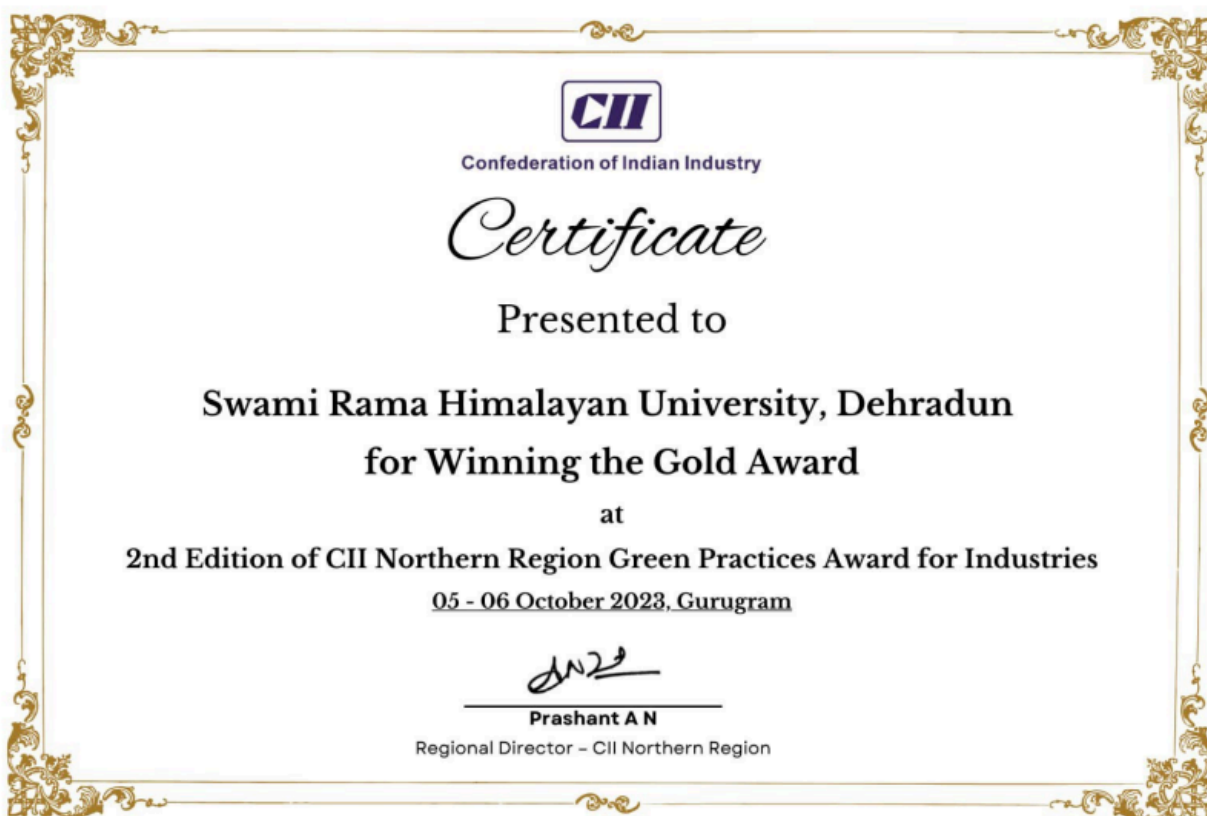 CII
Confederation of Indian Industry
Certificate
Presented to
Swami Rama Himalayan University, Dehradun
for Winning the Gold Award
at
2nd Edition of CII Northern Region Green Practices Award for Industries
05 - 06 October 2023, Gurugram
Prashant A N
Regional Director – CII Northern Region